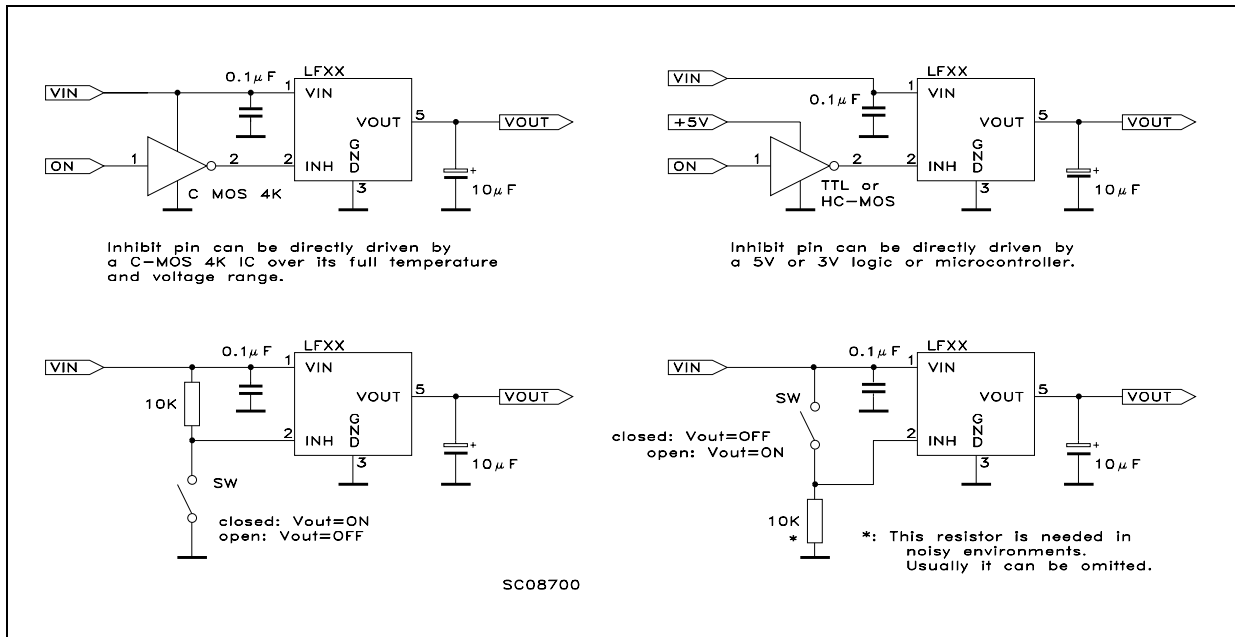 LFXX
0.1μF
VIN
1
VIN
VOUT
5
VOUT
ON
1
2
2
INH
GND
3
+
10μF
C MOS 4K
Inhibit pin can be directly driven by
a C-MOS 4K IC over its full temperature
and voltage range.
LFXX
VIN
1
VIN
0.1μF
+5V
VOUT
5
VOUT
ON
1
2
2
INH
GND
3
+
10μF
TTL or
HC-MOS
Inhibit pin can be directly driven by
a 5V or 3V logic or microcontroller.
LFXX
0.1μF
VIN
1
VIN
10K
VOUT
5
VOUT
2
INH
GND
3
+
10μF
SW
closed: Vout=ON
open: Vout=OFF
LFXX
0.1μF
VIN
1
VIN
SW
VOUT
5
VOUT
closed: Vout=OFF
open: Vout=ON
2
INH
GND
3
+
10μF
10K
*
*: This resistor is needed in
noisy environments.
Usually it can be omitted.
SC08700